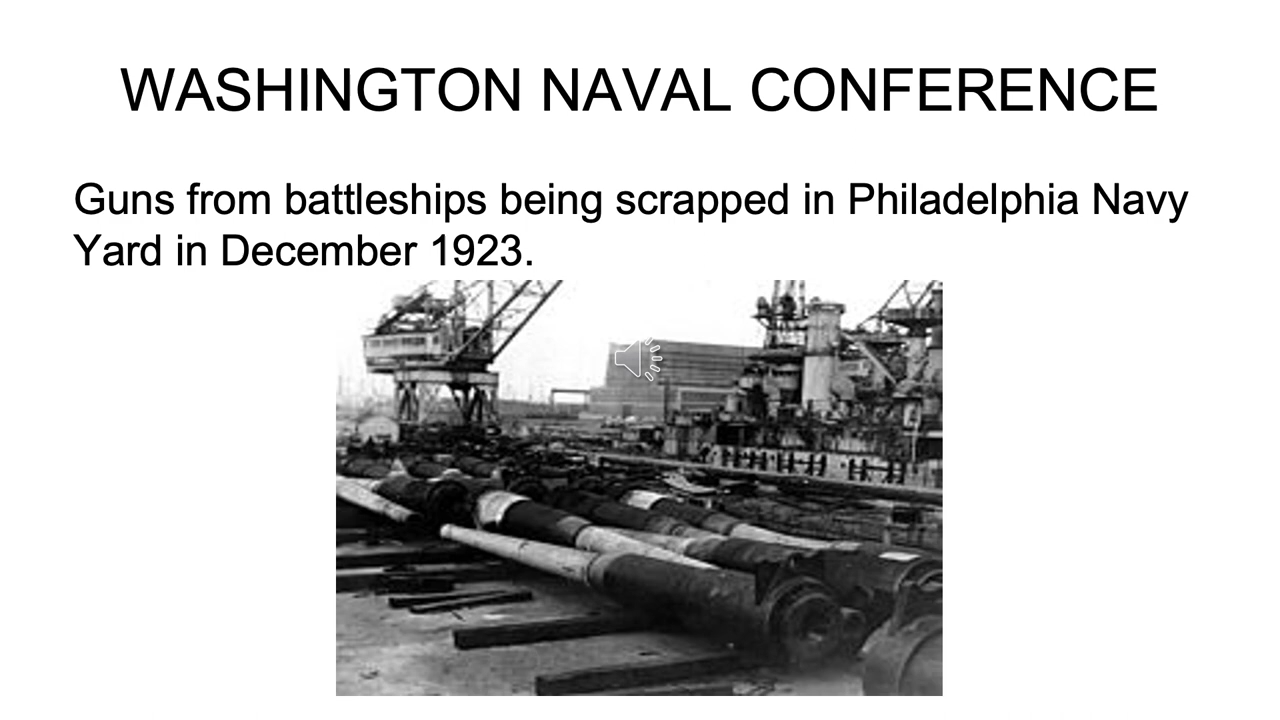 WASHINGTON NAVAL CONFERENCE
Guns from battleships being scrapped in Philadelphia Navy
Yard in December 1923.